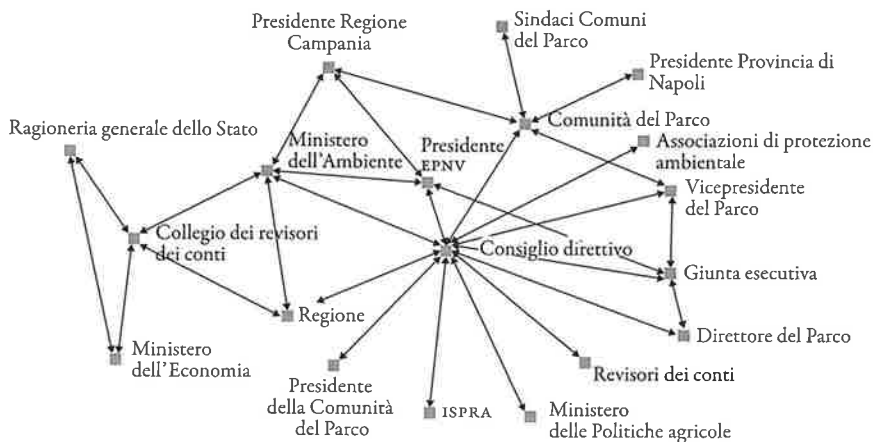 Presidente Regione
Campania
Sindaci Comuni
del Parco
Presidente Provincia di
Napoli
Ragioneria generale dello Stato
Ministero
dell'Ambiente
Presidente
EPNV
Comunità del Parco
Associazioni di protezione
ambientale
Vicepresidente
del Parco
Collegio dei revisori
dei conti
Consiglio direttivo
Giunta esecutiva
Regione
Direttore del Parco
Ministero
dell'Economia
Presidente
della Comunità
del Parco
Revisori dei conti
ISPRA
Ministero
delle Politiche agricole